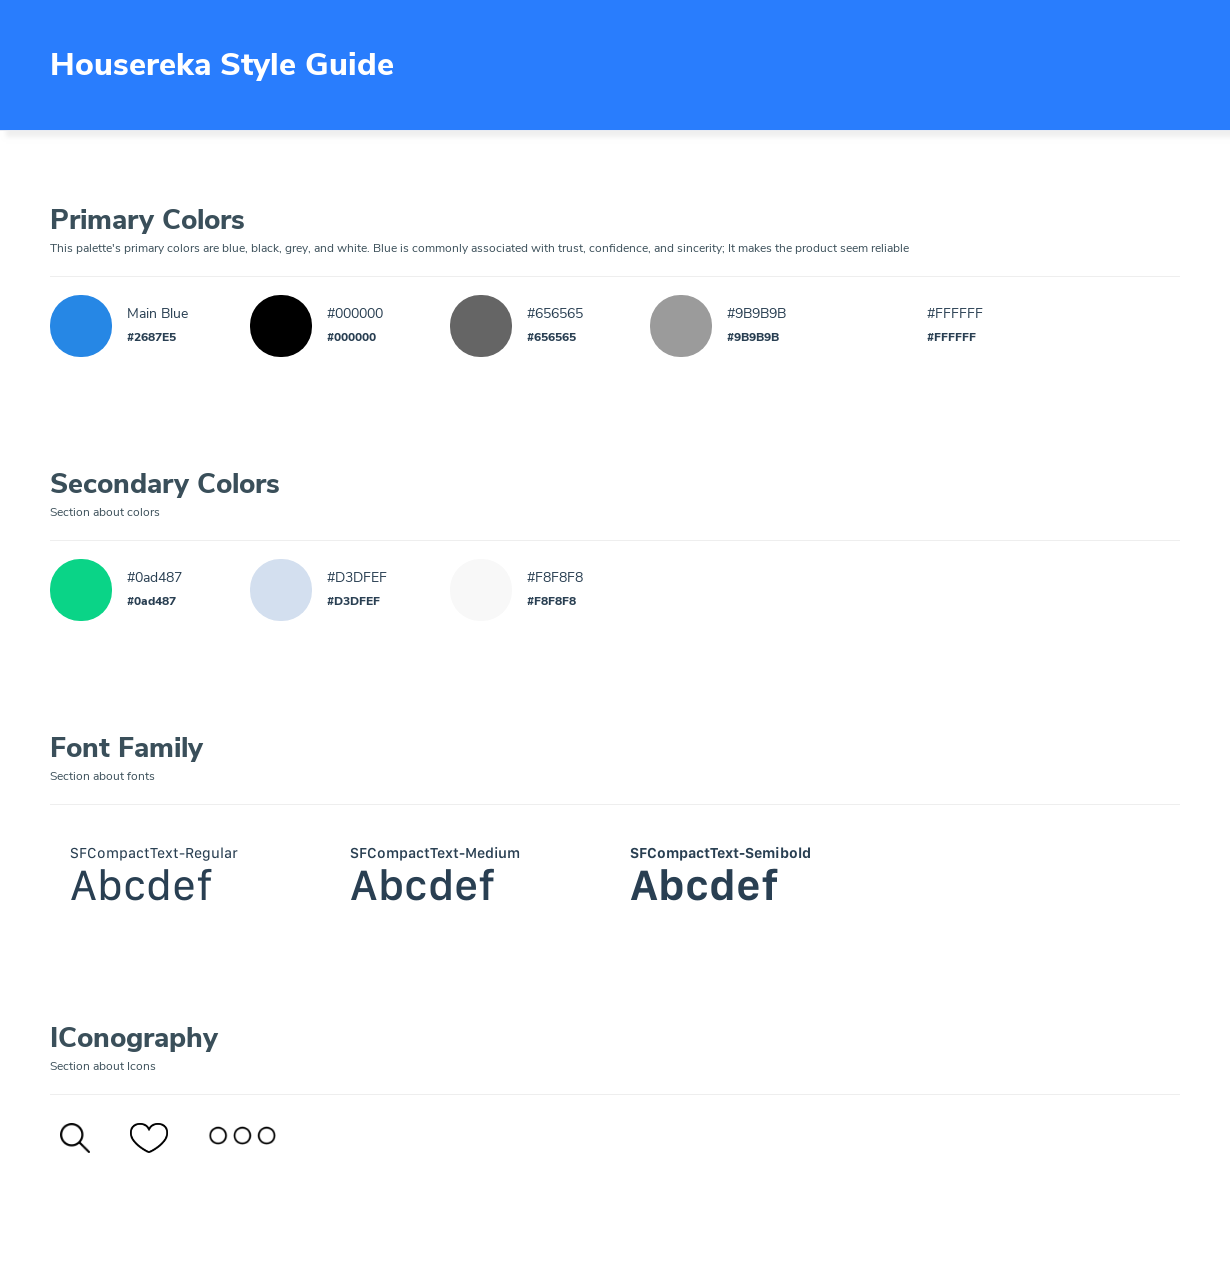 Housereka Style Guide
Primary Colors
This palette's primary colors are blue, black, grey, and white. Blue is commonly associated with trust, confidence, and sincerity; It makes the product seem reliable
Main Blue
#2687E5
#000000
#000000
#656565
#656565
#9B9B9B
#9B9B9B
#FFFFFF
#FFFFFF
Secondary Colors
Section about colors
#0ad487
#0ad487
#D3DFEF
#D3DFEF
#F8F8F8
#F8F8F8
Font Family
Section about fonts
SFCompactText-Regular
Abcdef
SFCompactText-Medium
Abcdef
SFCompactText-Semibold
Abcdef
IConography
Section about Icons